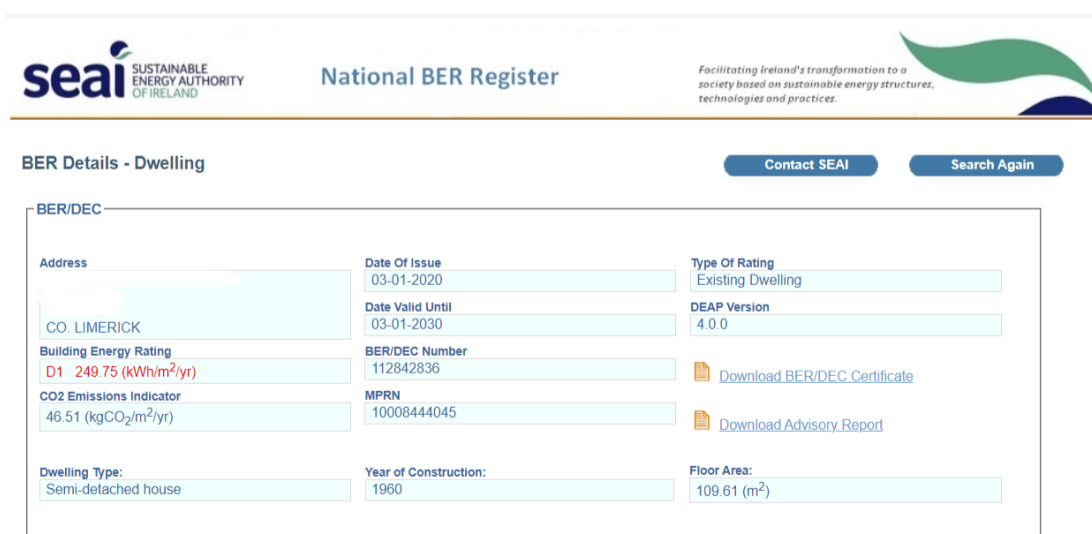 seai SUSTAINABLE
ENERGY AUTHORITY
OF IRELAND
National BER Register
Facilitating Ireland's transformation to a
society based on sustainable energy structures,
technologies and practices.
BER Details - Dwelling
Contact SEAI
Search Again
BER/DEC
Address
CO. LIMERICK
Date Of Issue
03-01-2020
Type Of Rating
Existing Dwelling
Date Valid Until
03-01-2030
DEAP Version
4.0.0
Building Energy Rating
D1 249.75 (kWh/m²/yr)
BER/DEC Number
112842836
Download BER/DEC Certificate
CO2 Emissions Indicator
46.51 (kgCO₂/m²/yr)
MPRN
10008444045
Download Advisory Report
Dwelling Type:
Semi-detached house
Year of Construction:
1960
Floor Area:
109.61 (m²)